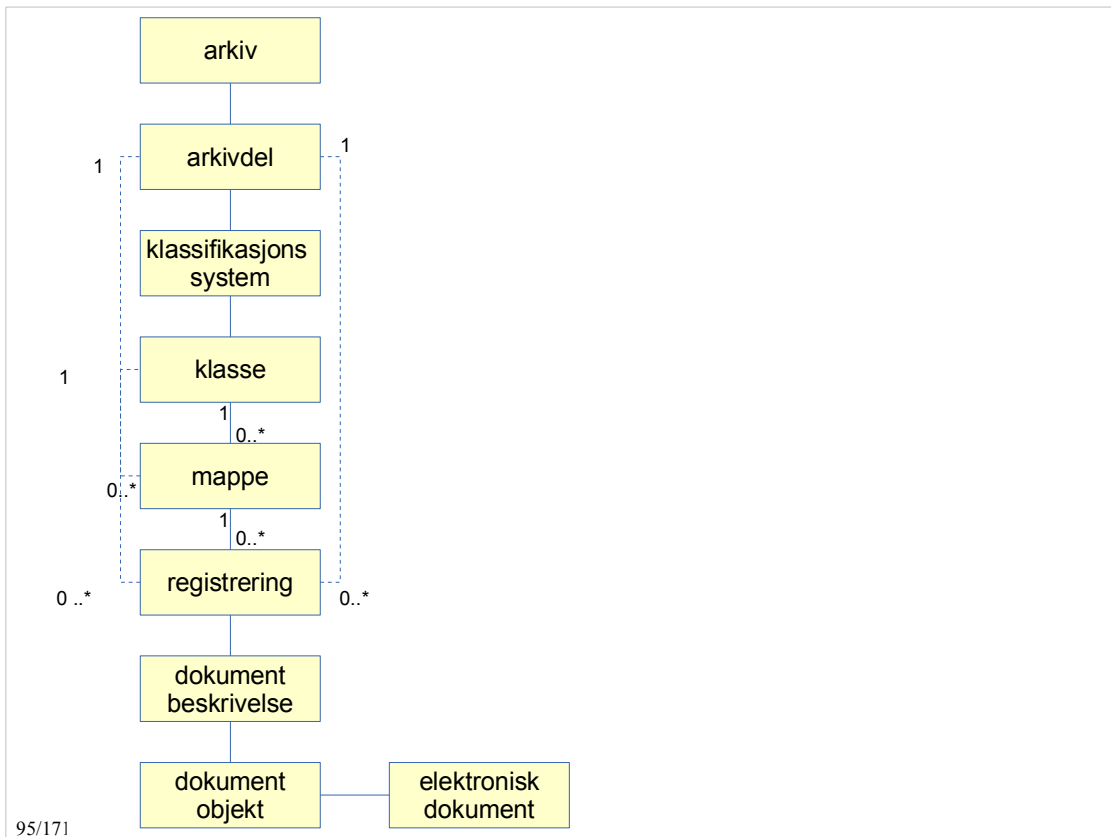 arkiv
1
1
arkivdel
klassifikasjons
system
1
klasse
1
0..*
mappe
0..*
1
0..*
registrering
0 ..*
0..*
dokument
beskrivelse
dokument
objekt
elektronisk
dokument
95/171